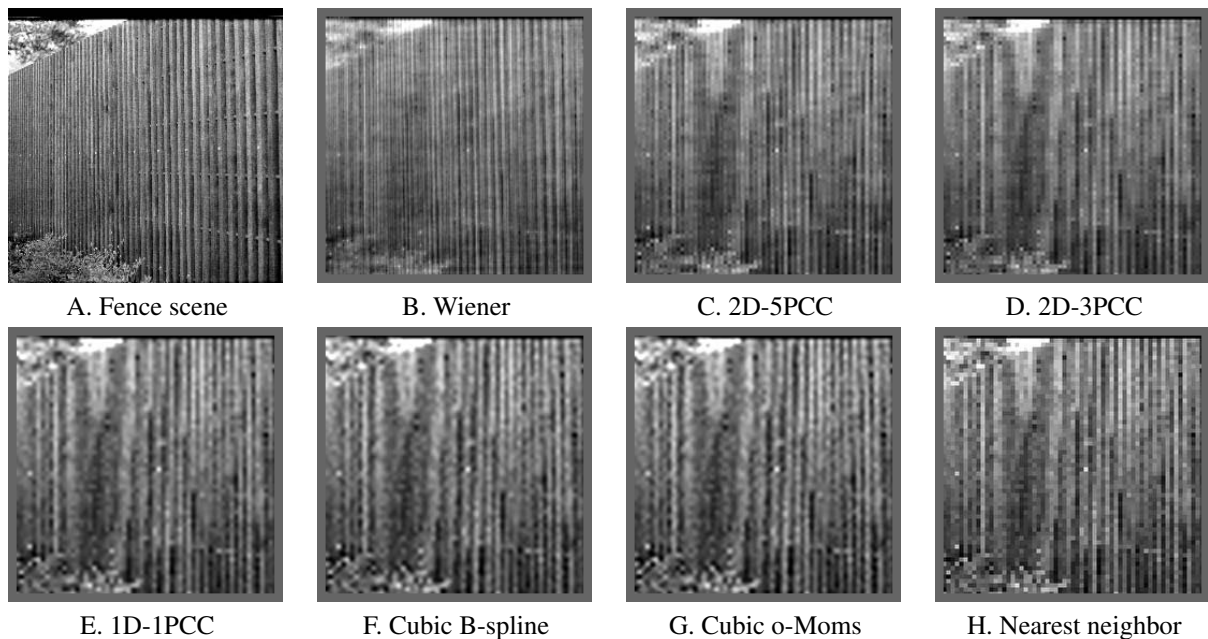 A. Fence scene B. Wiener C. 2D-5PCC D. 2D-3PCC
E. 1D-1PCC F. Cubic B-spline G. Cubic o-Moms H. Nearest neighbor